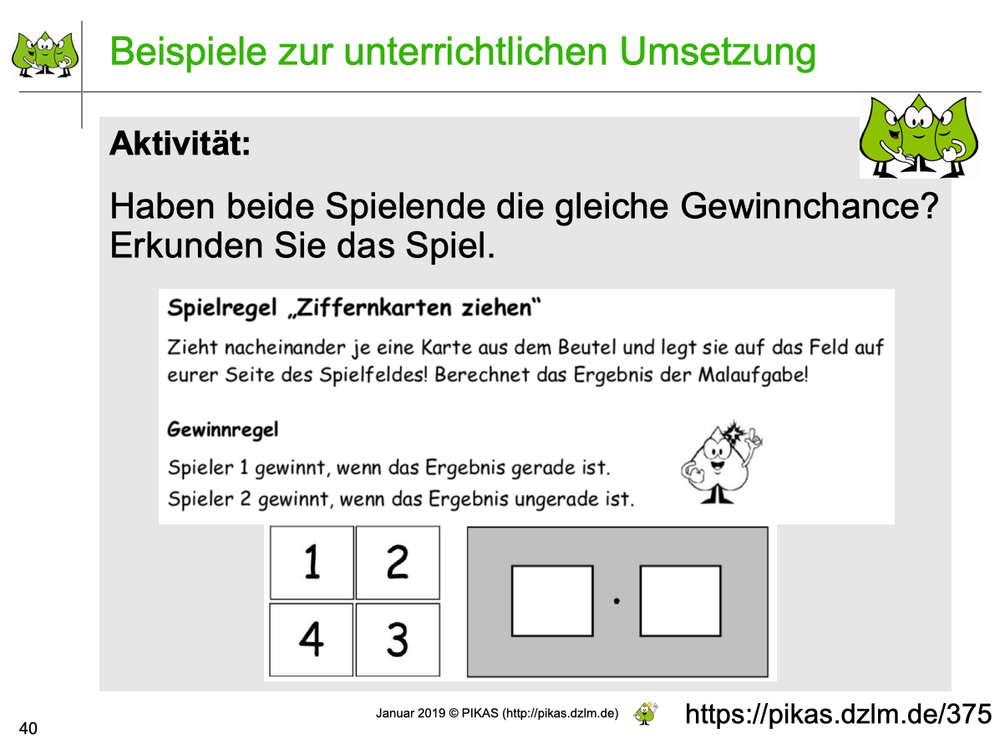 Beispiele zur unterrichtlichen Umsetzung
Aktivität:
Haben beide Spielende die gleiche Gewinnchance?
Erkunden Sie das Spiel.
Spielregel „Ziffernkarten ziehen“
Zieht nacheinander je eine Karte aus dem Beutel und legt sie auf das Feld auf
eurer Seite des Spielfeldes! Berechnet das Ergebnis der Malaufgabe!
Gewinnregel
Spieler 1 gewinnt, wenn das Ergebnis gerade ist.
Spieler 2 gewinnt, wenn das Ergebnis ungerade ist.
1 2
4 3
·
Januar 2019 © PIKAS (http://pikas.dzlm.de)
https://pikas.dzlm.de/375
40